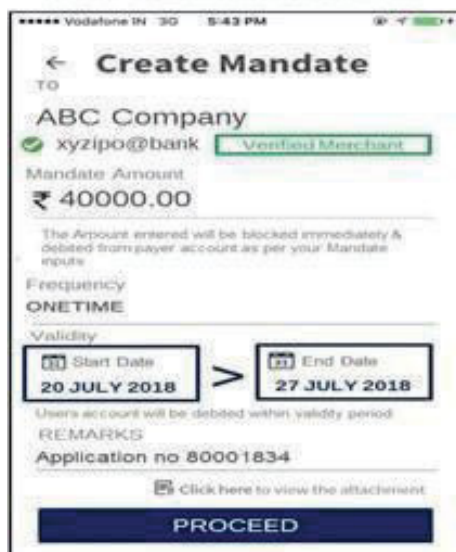 Vodafone IN 3G 5:43 PM
← Create Mandate
TO
ABC Company
xyzipo@bank Verified Merchant
Mandate Amount
₹ 40000.00
The Amount entered will be blocked immediately &
debited from payer account as per your Mandate
inputs
Frequency
ONETIME
Validity
31 Start Date > 31 End Date
20 JULY 2018 27 JULY 2018
Users account will be debited within validity period
REMARKS
Application no 80001834
Click here to view the attachment
PROCEED